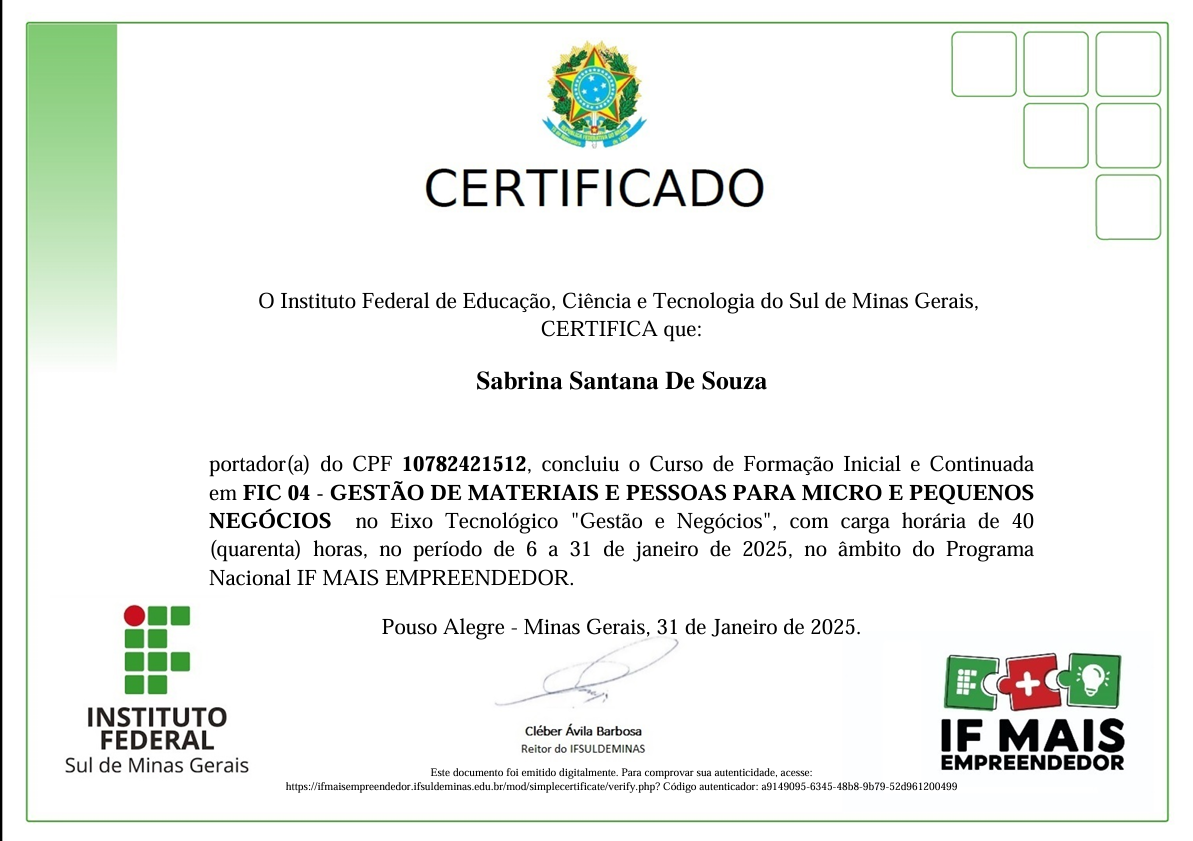 CERTIFICADO
O Instituto Federal de Educação, Ciência e Tecnologia do Sul de Minas Gerais,
CERTIFICA que:
Sabrina Santana De Souza
portador(a) do CPF 10782421512, concluiu o Curso de Formação Inicial e Continuada
em FIC 04 - GESTÃO DE MATERIAIS E PESSOAS PARA MICRO E PEQUENOS
NEGÓCIOS no Eixo Tecnológico "Gestão e Negócios", com carga horária de 40
(quarenta) horas, no período de 6 a 31 de janeiro de 2025, no âmbito do Programa
Nacional IF MAIS EMPREENDEDOR.
Pouso Alegre - Minas Gerais, 31 de Janeiro de 2025.
INSTITUTO
FEDERAL
Sul de Minas Gerais
Cléber Ávila Barbosa
Reitor do IFSULDEMINAS
IF MAIS
EMPREENDEDOR
Este documento foi emitido digitalmente. Para comprovar sua autenticidade, acesse:
https://ifmaisempreendedor.ifsuldeminas.edu.br/mod/simplecertificate/verify.php? Código autenticador: a9149095-6345-48b8-9b79-52d961200499